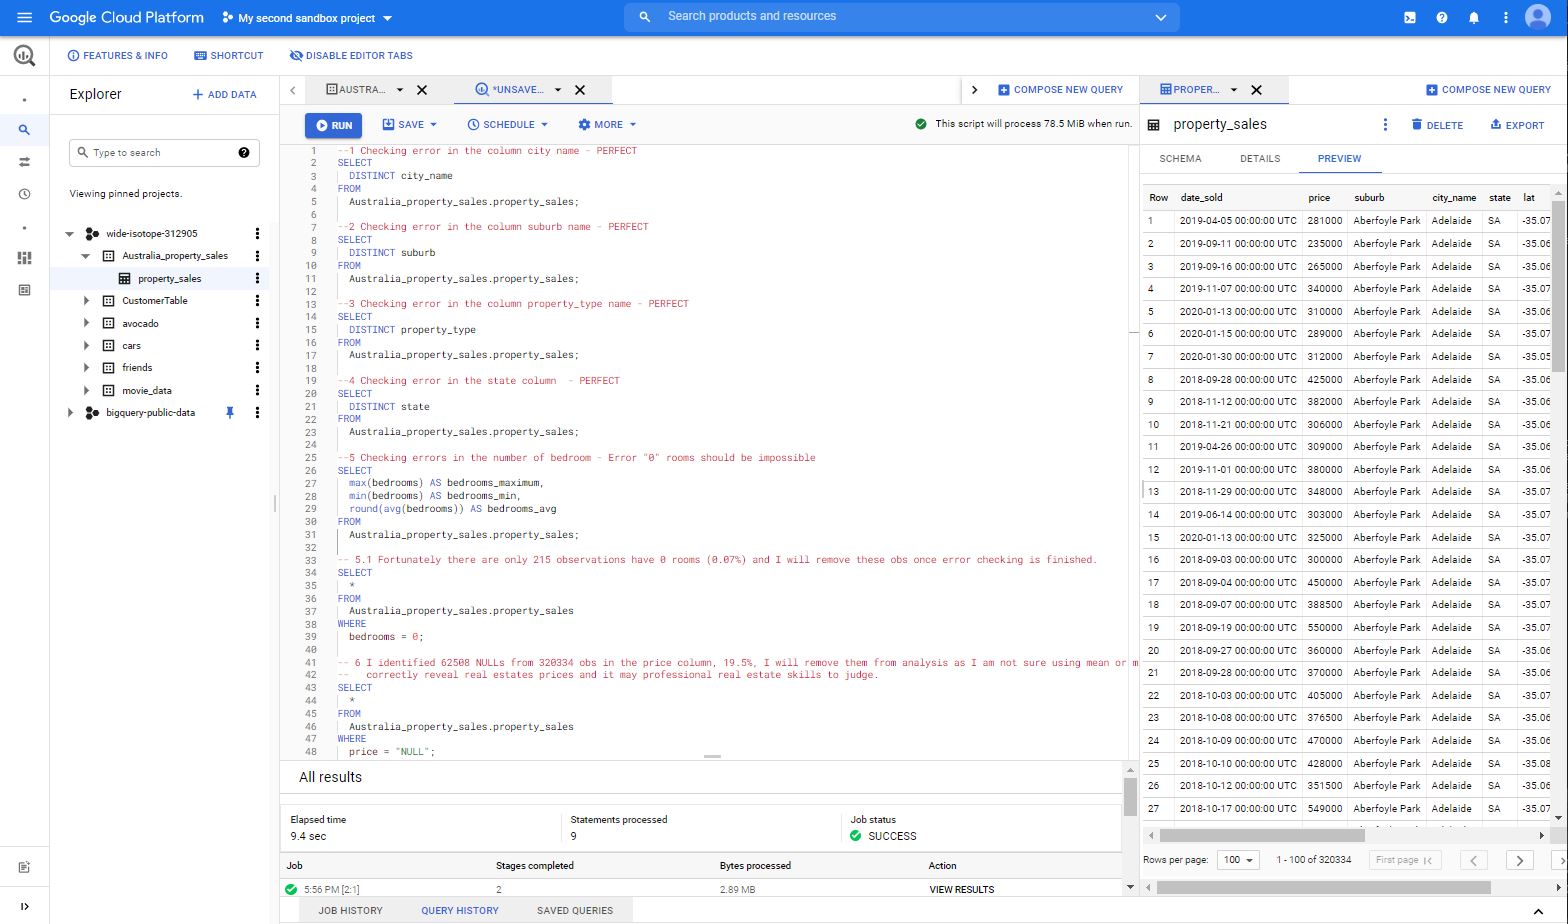 Google Cloud Platform
My second sandbox project
Search products and resources
FEATURES & INFO
SHORTCUT
DISABLE EDITOR TABS
Explorer
+ ADD DATA
Type to search
Viewing pinned projects.
wide-isotope-312905
Australia_property_sales
property_sales
CustomerTable
avocado
cars
friends
movie_data
bigquery-public-data
AUSTRA...
*UNSAVE...
COMPOSE NEW QUERY
RUN
SAVE
SCHEDULE
MORE
This script will process 78.5 MiB when run.
1 --1 Checking error in the column city name - PERFECT
2 SELECT
3 DISTINCT city_name
4 FROM
5 Australia_property_sales.property_sales;
6
7 --2 Checking error in the column suburb name - PERFECT
8 SELECT
9 DISTINCT suburb
10 FROM
11 Australia_property_sales.property_sales;
12
13 --3 Checking error in the column property_type name - PERFECT
14 SELECT
15 DISTINCT property_type
16 FROM
17 Australia_property_sales.property_sales;
18
19 --4 Checking error in the state column  - PERFECT
20 SELECT
21 DISTINCT state
22 FROM
23 Australia_property_sales.property_sales;
24
25 --5 Checking errors in the number of bedroom - Error "0" rooms should be impossible
26 SELECT
27 max(bedrooms) AS bedrooms_maximum,
28 min(bedrooms) AS bedrooms_min,
29 round(avg(bedrooms)) AS bedrooms_avg
30 FROM
31 Australia_property_sales.property_sales;
32
33 -- 5.1 Fortunately there are only 215 observations have 0 rooms (0.07%) and I will remove these obs once error checking is finished.
34 SELECT
35 *
36 FROM
37 Australia_property_sales.property_sales
38 WHERE
39 bedrooms = 0;
40
41 -- 6 I identified 62508 NULLs from 320334 obs in the price column, 19.5%, I will remove them from analysis as I am not sure using mean or m
42 -- correctly reveal real estates prices and it may professional real estate skills to judge.
43 SELECT
44 *
45 FROM
46 Australia_property_sales.property_sales
47 WHERE
48 price = "NULL";
All results
Elapsed time
9.4 sec
Statements processed
9
Job status
SUCCESS
Job Stages completed Bytes processed Action
5:56 PM [2:1] 2 2.89 MB VIEW RESULTS
JOB HISTORY
QUERY HISTORY
SAVED QUERIES
PROPER...
COMPOSE NEW QUERY
property_sales
DELETE
EXPORT
SCHEMA
DETAILS
PREVIEW
Row date_sold price suburb city_name state lat
1 2019-04-05 00:00:00 UTC 281000 Aberfoyle Park Adelaide SA -35.07
2 2019-09-11 00:00:00 UTC 235000 Aberfoyle Park Adelaide SA -35.06
3 2019-09-16 00:00:00 UTC 265000 Aberfoyle Park Adelaide SA -35.06
4 2019-11-07 00:00:00 UTC 340000 Aberfoyle Park Adelaide SA -35.07
5 2020-01-13 00:00:00 UTC 310000 Aberfoyle Park Adelaide SA -35.06
6 2020-01-15 00:00:00 UTC 289000 Aberfoyle Park Adelaide SA -35.07
7 2020-01-30 00:00:00 UTC 312000 Aberfoyle Park Adelaide SA -35.05
8 2018-09-28 00:00:00 UTC 425000 Aberfoyle Park Adelaide SA -35.06
9 2018-11-12 00:00:00 UTC 382000 Aberfoyle Park Adelaide SA -35.06
10 2018-11-21 00:00:00 UTC 306000 Aberfoyle Park Adelaide SA -35.06
11 2019-04-26 00:00:00 UTC 309000 Aberfoyle Park Adelaide SA -35.07
12 2019-11-01 00:00:00 UTC 380000 Aberfoyle Park Adelaide SA -35.06
13 2018-11-29 00:00:00 UTC 348000 Aberfoyle Park Adelaide SA -35.07
14 2019-06-14 00:00:00 UTC 303000 Aberfoyle Park Adelaide SA -35.06
15 2020-01-13 00:00:00 UTC 325000 Aberfoyle Park Adelaide SA -35.07
16 2018-09-03 00:00:00 UTC 300000 Aberfoyle Park Adelaide SA -35.06
17 2018-09-04 00:00:00 UTC 450000 Aberfoyle Park Adelaide SA -35.07
18 2018-09-07 00:00:00 UTC 388500 Aberfoyle Park Adelaide SA -35.07
19 2018-09-19 00:00:00 UTC 550000 Aberfoyle Park Adelaide SA -35.07
20 2018-09-27 00:00:00 UTC 360000 Aberfoyle Park Adelaide SA -35.06
21 2018-09-28 00:00:00 UTC 370000 Aberfoyle Park Adelaide SA -35.06
22 2018-10-03 00:00:00 UTC 405000 Aberfoyle Park Adelaide SA -35.07
23 2018-10-08 00:00:00 UTC 376500 Aberfoyle Park Adelaide SA -35.06
24 2018-10-09 00:00:00 UTC 470000 Aberfoyle Park Adelaide SA -35.07
25 2018-10-10 00:00:00 UTC 428000 Aberfoyle Park Adelaide SA -35.08
26 2018-10-12 00:00:00 UTC 351500 Aberfoyle Park Adelaide SA -35.06
27 2018-10-17 00:00:00 UTC 549000 Aberfoyle Park Adelaide SA -35.07
Rows per page: 100 1 - 100 of 320334 First page